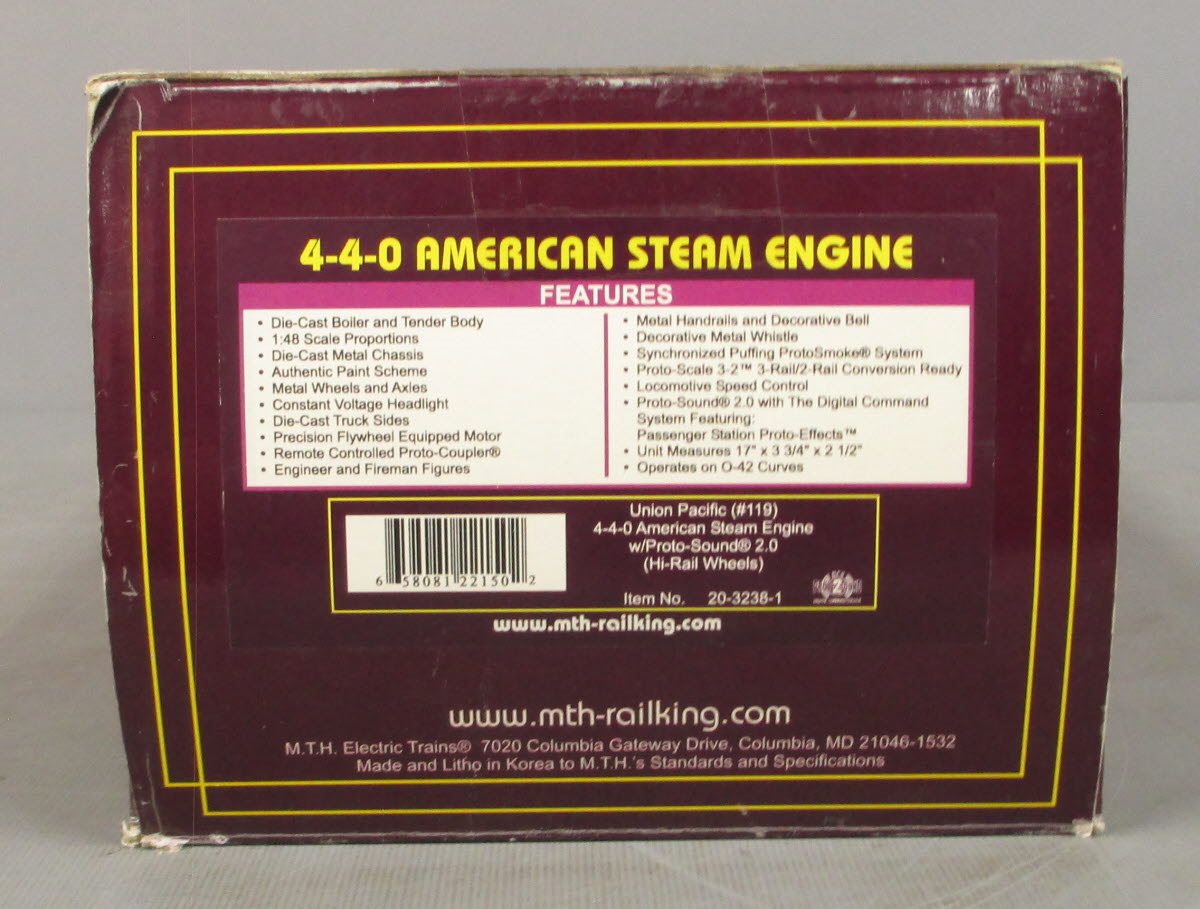 4-4-0 AMERICAN STEAM ENGINE
FEATURES
• Die-Cast Boiler and Tender Body
• 1:48 Scale Proportions
• Die-Cast Metal Chassis
• Authentic Paint Scheme
• Metal Wheels and Axles
• Constant Voltage Headlight
• Die-Cast Truck Sides
• Precision Flywheel Equipped Motor
• Remote Controlled Proto-Coupler®
• Engineer and Fireman Figures
• Metal Handrails and Decorative Bell
• Decorative Metal Whistle
• Synchronized Puffing ProtoSmoke® System
• Proto-Scale 3-2™ 3-Rail/2-Rail Conversion Ready
• Locomotive Speed Control
• Proto-Sound® 2.0 with The Digital Command
System Featuring:
Passenger Station Proto-Effects™
• Unit Measures 17" x 3 3/4" x 2 1/2"
• Operates on O-42 Curves
6 58081 22150 2
Union Pacific (#119)
4-4-0 American Steam Engine
w/Proto-Sound® 2.0
(Hi-Rail Wheels)
Item No. 20-3238-1
www.mth-railking.com
www.mth-railking.com
M.T.H. Electric Trains® 7020 Columbia Gateway Drive, Columbia, MD 21046-1532
Made and Litho in Korea to M.T.H.'s Standards and Specifications